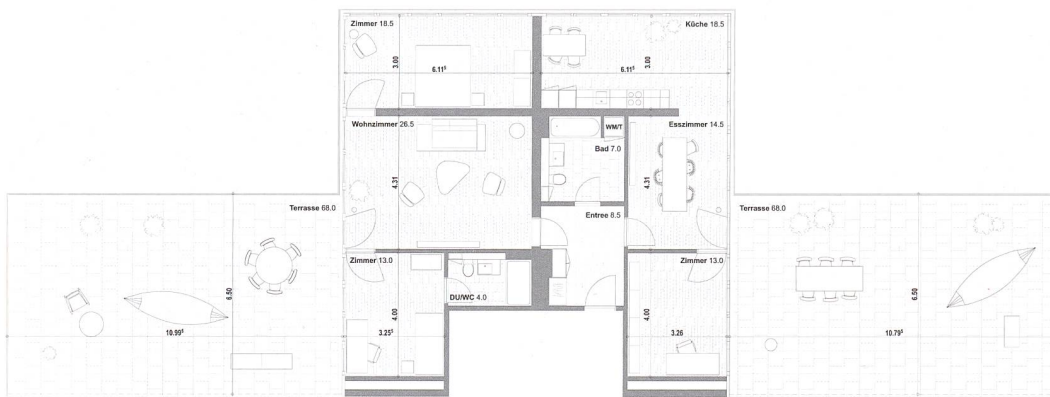 Zimmer 18.5
Küche 18.5
3.00
6.11⁵
6.11⁵
3.00
Wohnzimmer 26.5
WM/T
Esszimmer 14.5
Bad 7.0
4.31
4.31
Terrasse 68.0
Entree 8.5
Terrasse 68.0
Zimmer 13.0
Zimmer 13.0
DU/WC 4.0
6.50
4.00
4.00
6.50
10.99⁵
3.25⁵
3.26
10.79⁵